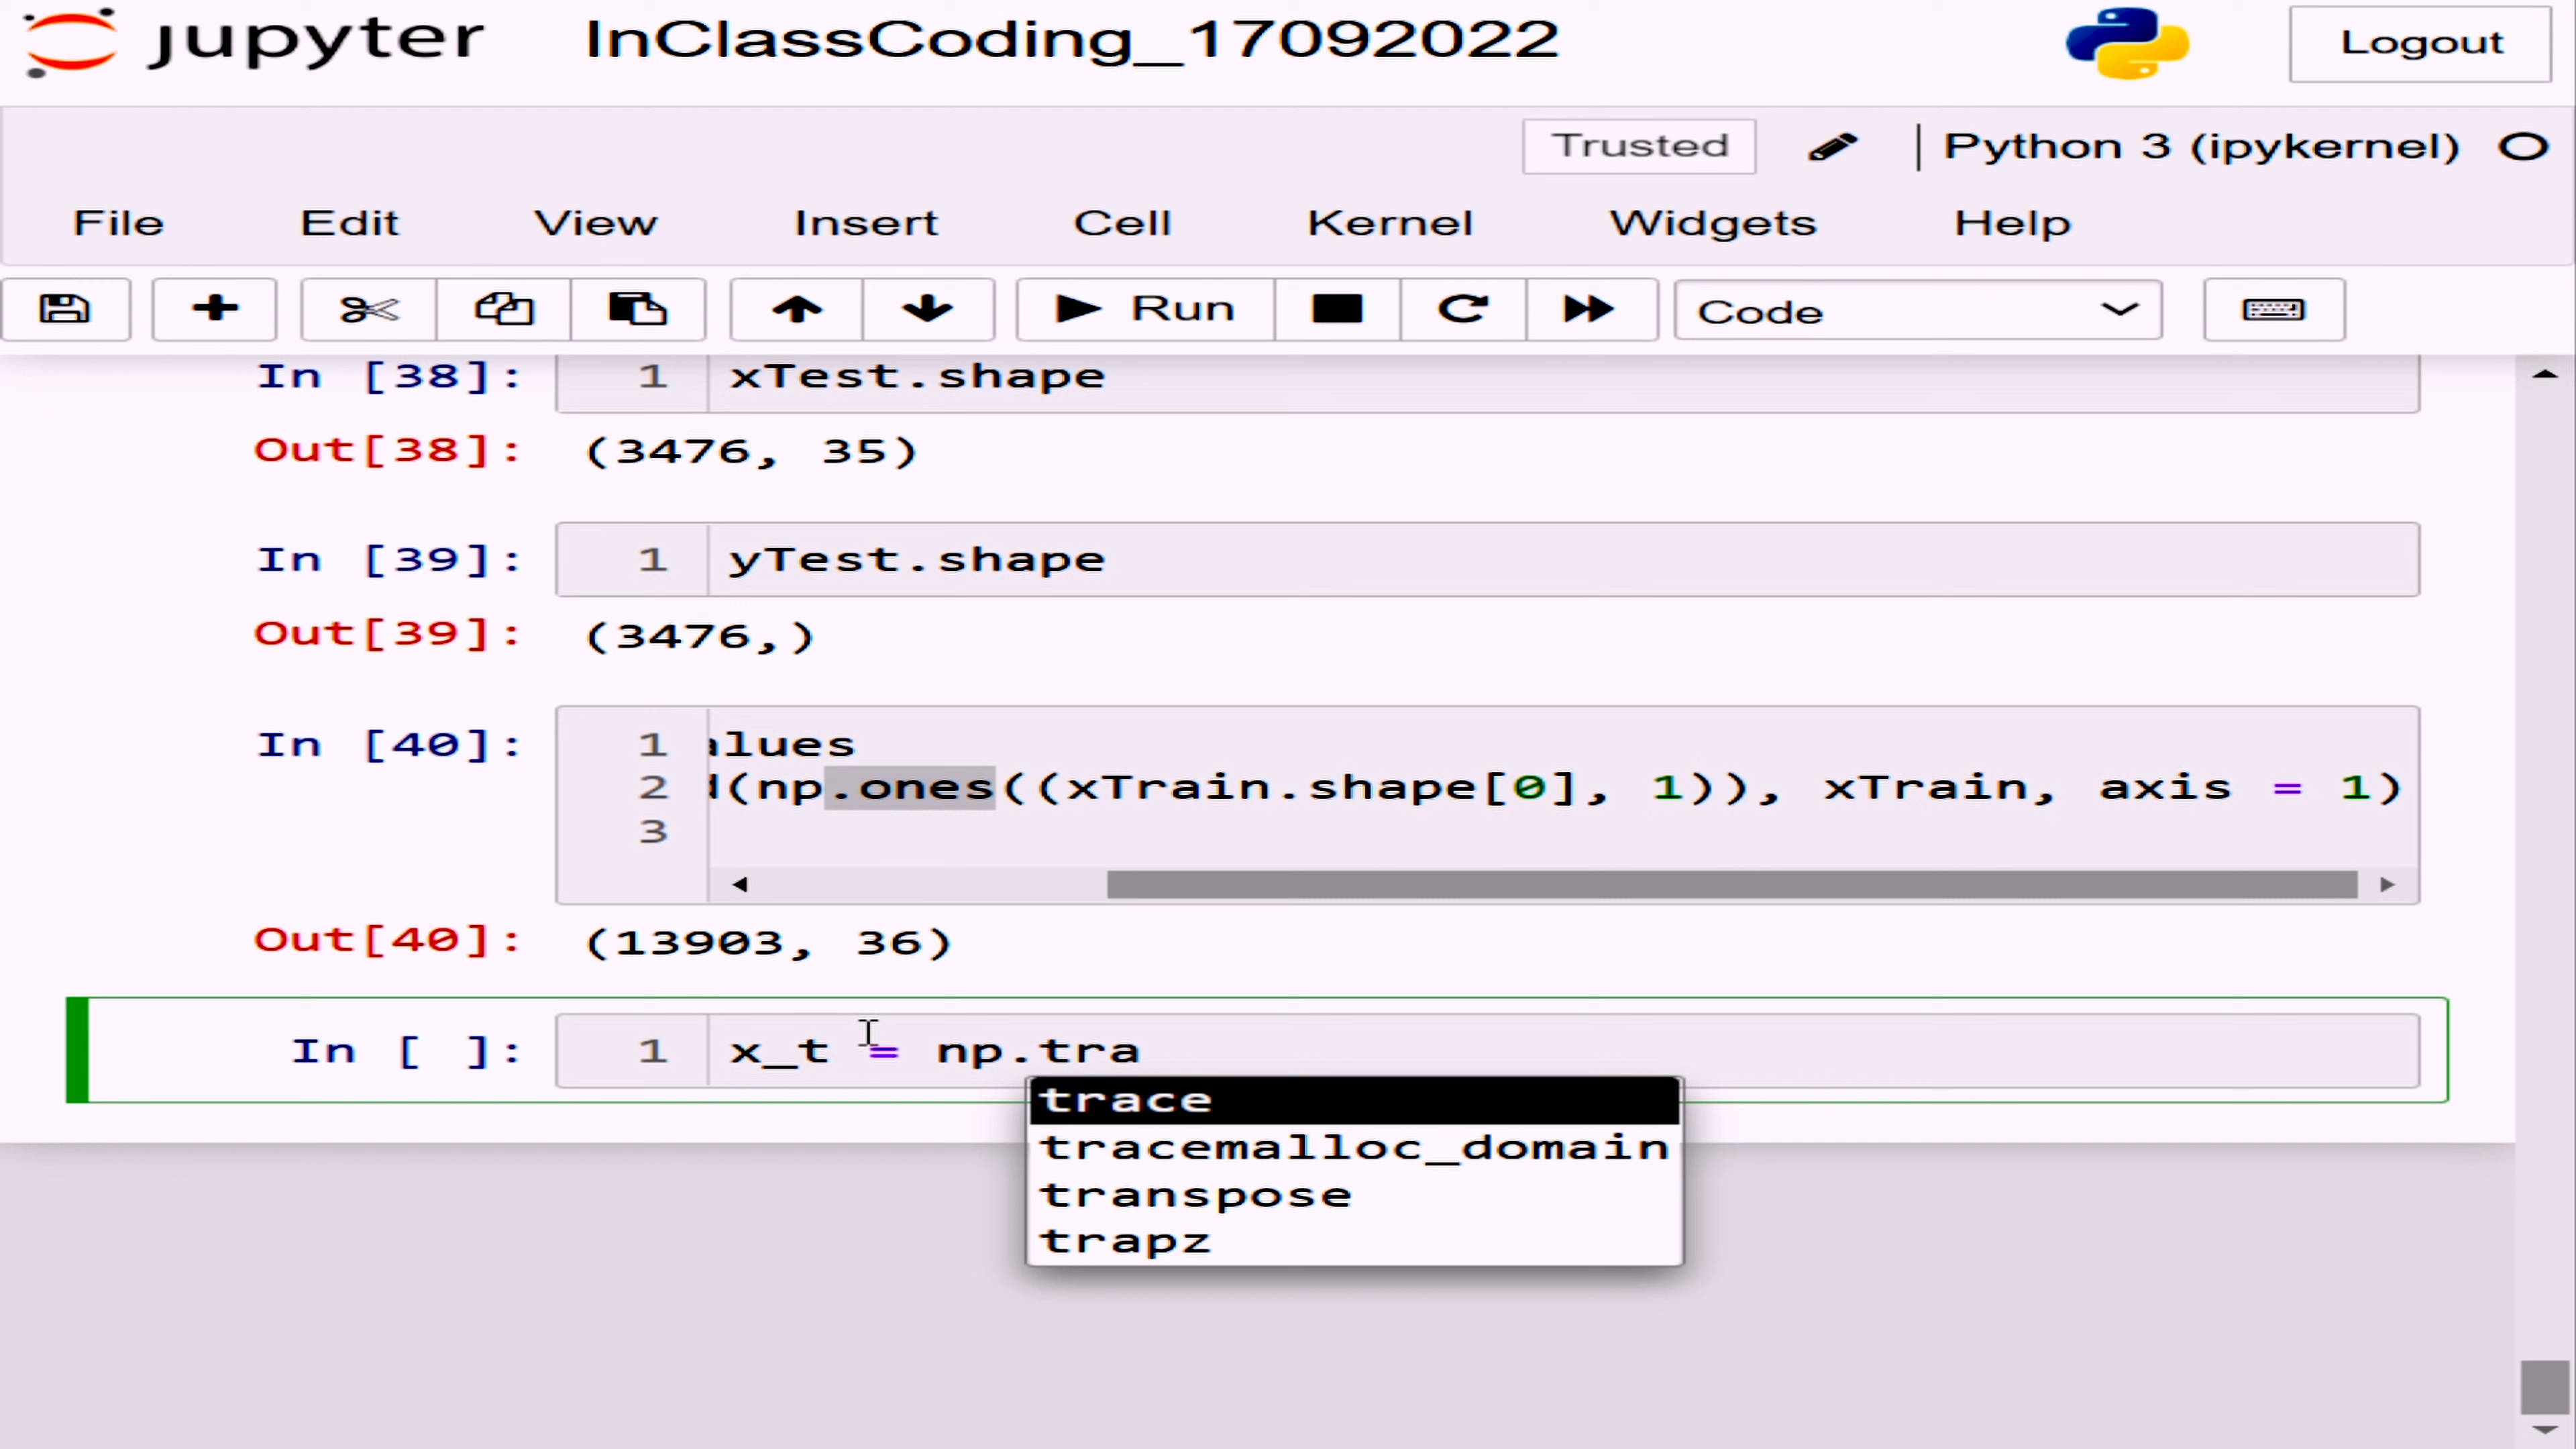 jupyter InClassCoding_17092022 Logout
Trusted | Python 3 (ipykernel)
File Edit View Insert Cell Kernel Widgets Help
Run Code
In [38]: 1 xTest.shape
Out[38]: (3476, 35)
In [39]: 1 yTest.shape
Out[39]: (3476,)
In [40]: 1 alues
2 d(np.ones((xTrain.shape[0], 1)), xTrain, axis = 1)
3
Out[40]: (13903, 36)
In [ ]: 1 x_t = np.tra
trace
tracemalloc_domain
transpose
trapz